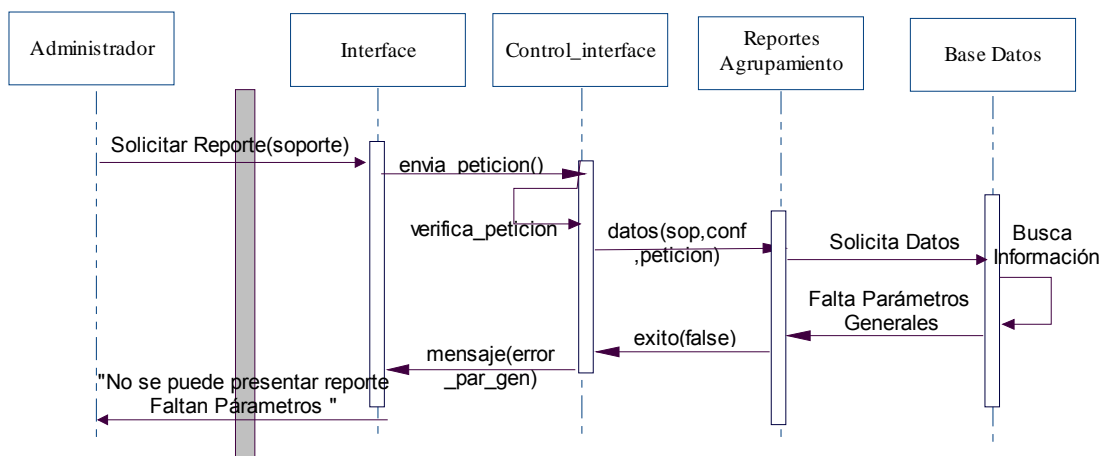 Administrador
Interface
Control_interface
Reportes
Agrupamiento
Base Datos
Solicitar Reporte(soporte)
envia_peticion()
verifica_peticion
datos(sop,conf
,peticion)
Solicita Datos
Busca
Información
Falta Parámetros
Generales
exito(false)
mensaje(error
_par_gen)
"No se puede presentar reporte
Faltan Párametros "